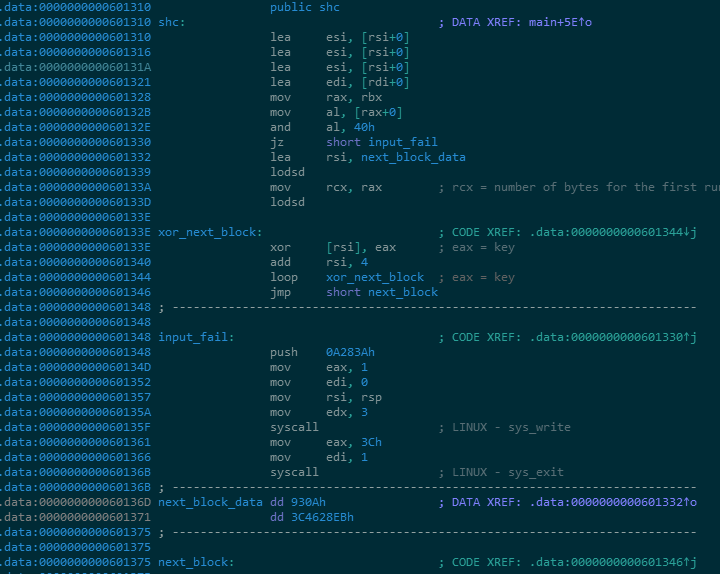 .data:0000000000601310 public shc
.data:0000000000601310 shc: ; DATA XREF: main+5E↑o
.data:0000000000601310 lea esi, [rsi+0]
.data:0000000000601316 lea esi, [rsi+0]
.data:000000000060131A lea esi, [rsi+0]
.data:0000000000601321 lea edi, [rdi+0]
.data:0000000000601328 mov rax, rbx
.data:000000000060132B mov al, [rax+0]
.data:000000000060132E and al, 40h
.data:0000000000601330 jz short input_fail
.data:0000000000601332 lea rsi, next_block_data
.data:0000000000601339 lodsd
.data:000000000060133A mov rcx, rax ; rcx = number of bytes for the first run
.data:000000000060133D lodsd
.data:000000000060133E
.data:000000000060133E xor_next_block: ; CODE XREF: .data:0000000000601344↓j
.data:000000000060133E xor [rsi], eax ; eax = key
.data:0000000000601340 add rsi, 4
.data:0000000000601344 loop xor_next_block ; eax = key
.data:0000000000601346 jmp short next_block
.data:0000000000601348 ; ---------------------------------------------------------------------------
.data:0000000000601348
.data:0000000000601348 input_fail: ; CODE XREF: .data:0000000000601330↑j
.data:0000000000601348 push 0A283Ah
.data:000000000060134D mov eax, 1
.data:0000000000601352 mov edi, 0
.data:0000000000601357 mov rsi, rsp
.data:000000000060135A mov edx, 3
.data:000000000060135F syscall ; LINUX - sys_write
.data:0000000000601361 mov eax, 3Ch
.data:0000000000601366 mov edi, 1
.data:000000000060136B syscall ; LINUX - sys_exit
.data:000000000060136B ; ---------------------------------------------------------------------------
.data:000000000060136D next_block_data dd 930Ah ; DATA XREF: .data:0000000000601332↑o
.data:0000000000601371 dd 3C4628EBh
.data:0000000000601375 ; ---------------------------------------------------------------------------
.data:0000000000601375
.data:0000000000601375 next_block: ; CODE XREF: .data:0000000000601346↑j